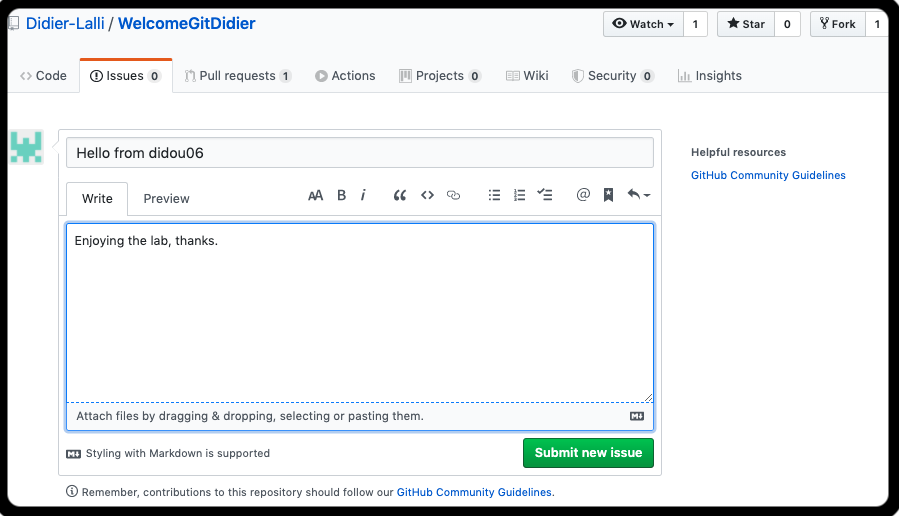 Didier-Lalli / WelcomeGitDidier
Watch 1 Star 0 Fork 1
Code Issues 0 Pull requests 1 Actions Projects 0 Wiki Security 0 Insights
Hello from didou06
Helpful resources
GitHub Community Guidelines
Write Preview AA B i @
Enjoying the lab, thanks.
Attach files by dragging & dropping, selecting or pasting them.
Styling with Markdown is supported
Submit new issue
Remember, contributions to this repository should follow our GitHub Community Guidelines.